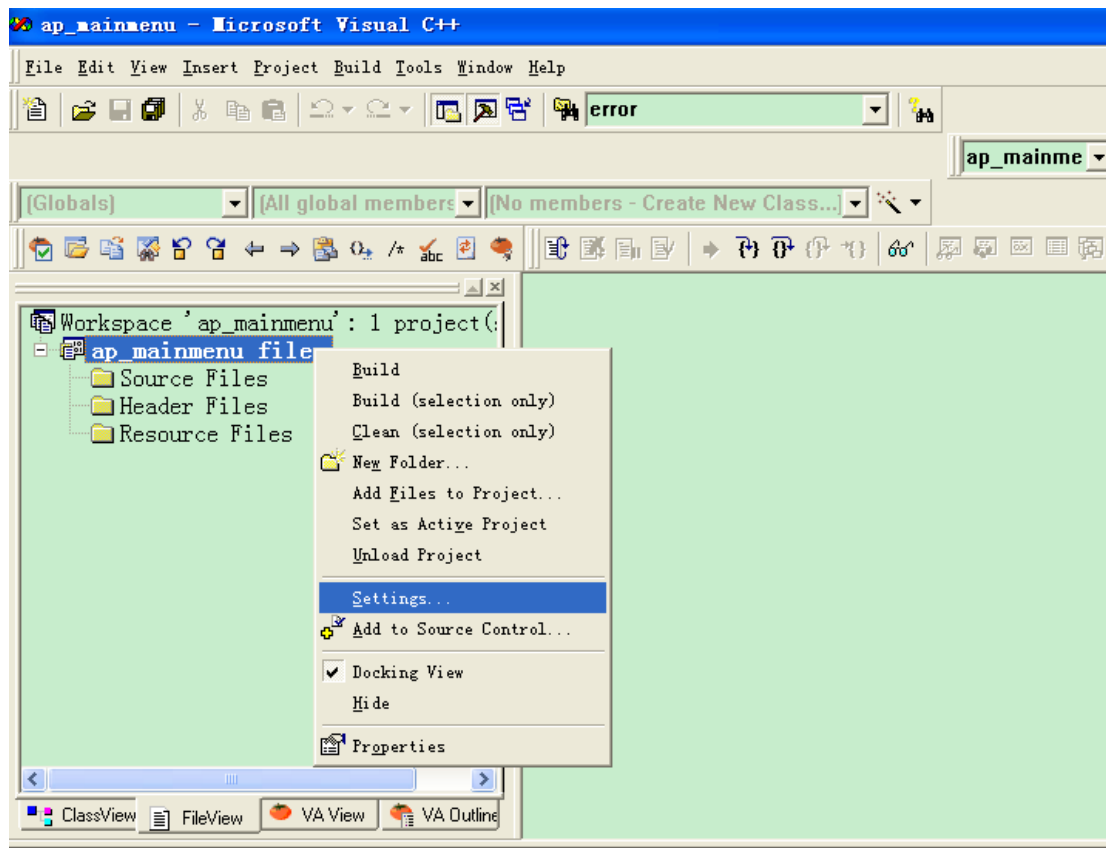 ap_mainmenu - Microsoft Visual C++
File Edit View Insert Project Build Tools Window Help
error
ap_mainme
(Globals)
(All global members
(No members - Create New Class...)
/*
abc
Workspace 'ap_mainmenu': 1 project(
ap_mainmenu file
Source Files
Header Files
Resource Files
Build
Build (selection only)
Clean (selection only)
New Folder...
Add Files to Project...
Set as Active Project
Unload Project
Settings...
Add to Source Control...
Docking View
Hide
Properties
ClassView
FileView
VA View
VA Outline